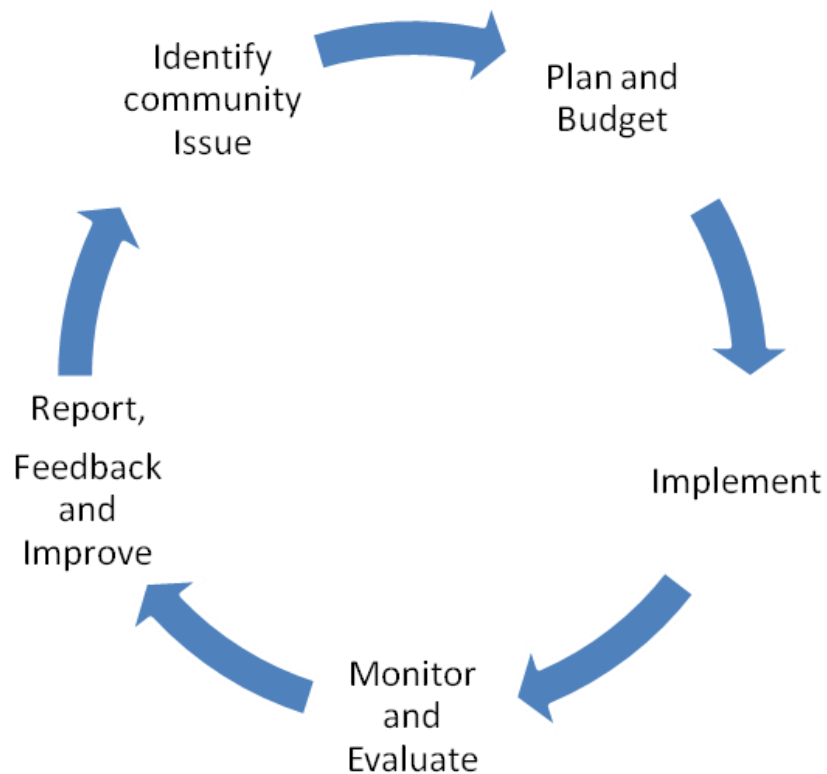 Identify
community
Issue
Plan and
Budget
Implement
Monitor
and
Evaluate
Report,
Feedback
and
Improve